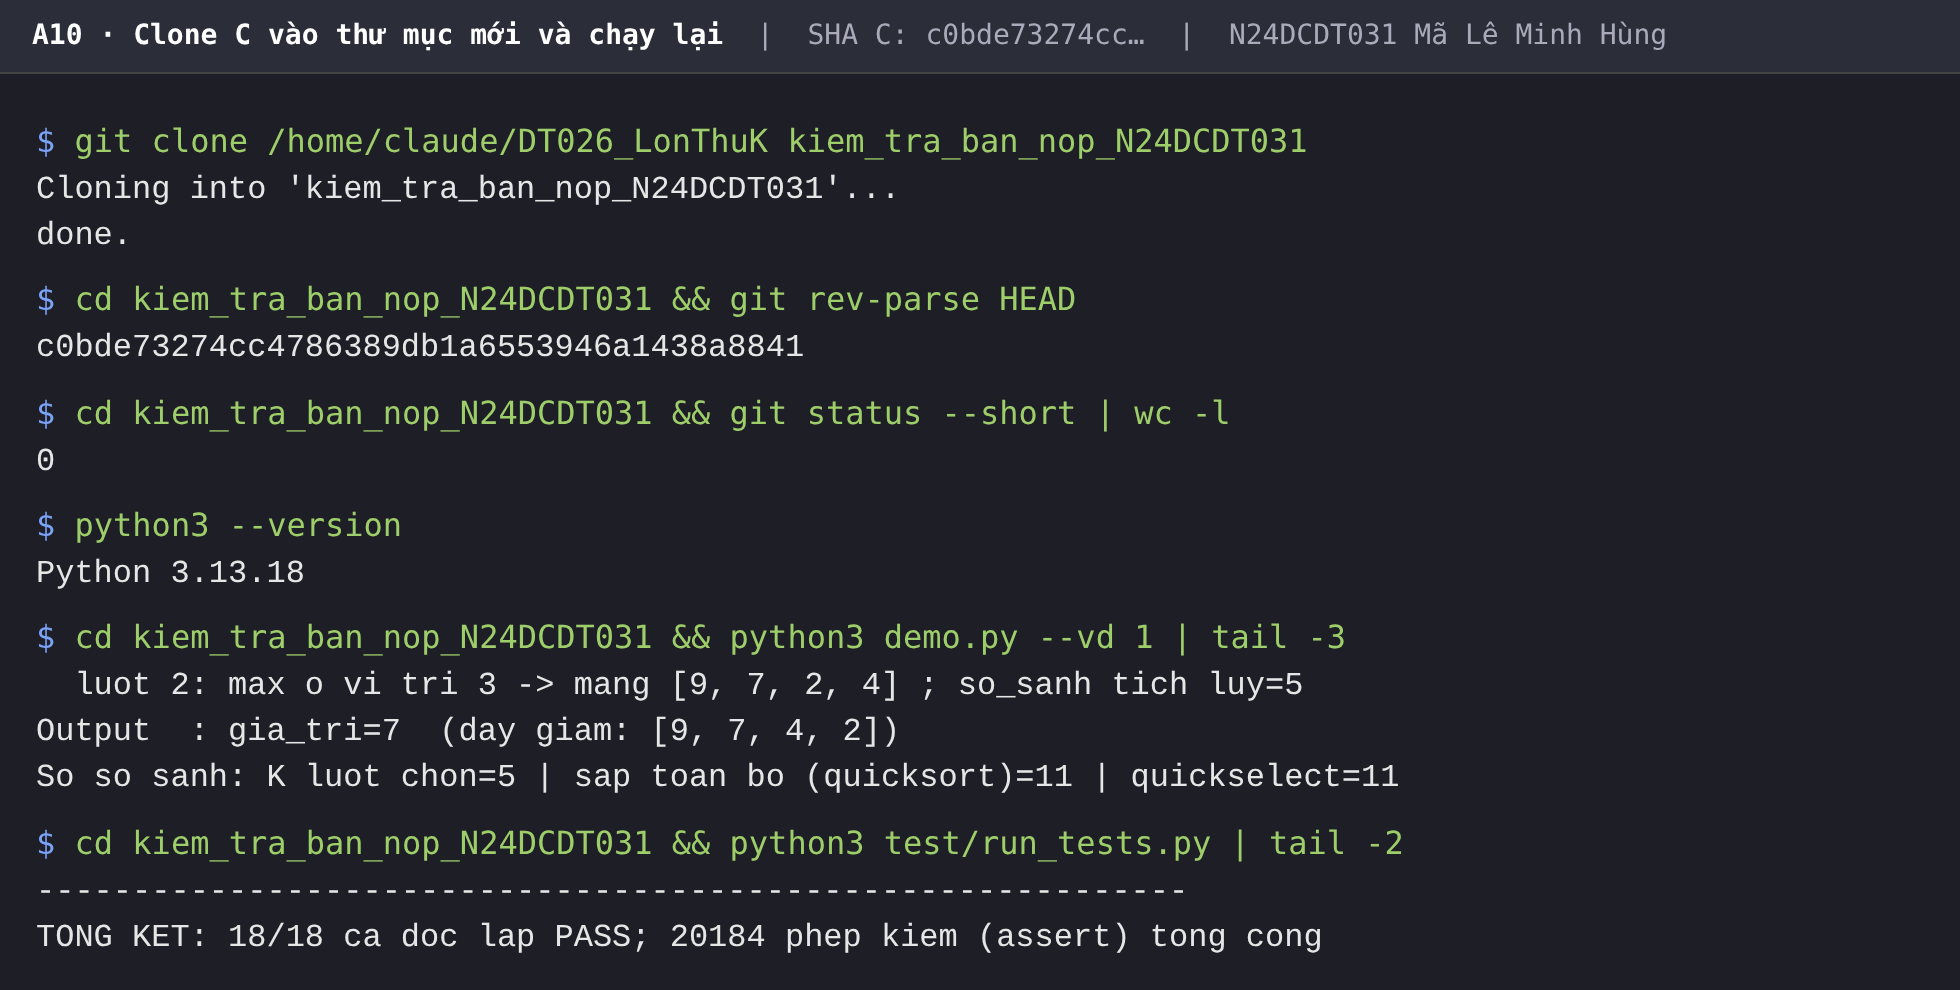 A10 · Clone C vào thư mục mới và chạy lại | SHA C: c0bde73274cc… | N24DCDT031 Mã Lê Minh Hùng
$ git clone /home/claude/DT026_LonThuK kiem_tra_ban_nop_N24DCDT031
Cloning into 'kiem_tra_ban_nop_N24DCDT031'...
done.
$ cd kiem_tra_ban_nop_N24DCDT031 && git rev-parse HEAD
c0bde73274cc4786389db1a6553946a1438a8841
$ cd kiem_tra_ban_nop_N24DCDT031 && git status --short | wc -l
0
$ python3 --version
Python 3.13.18
$ cd kiem_tra_ban_nop_N24DCDT031 && python3 demo.py --vd 1 | tail -3
  luot 2: max o vi tri 3 -> mang [9, 7, 2, 4] ; so_sanh tich luy=5
Output  : gia_tri=7  (day giam: [9, 7, 4, 2])
So so sanh: K luot chon=5 | sap toan bo (quicksort)=11 | quickselect=11
$ cd kiem_tra_ban_nop_N24DCDT031 && python3 test/run_tests.py | tail -2
------------------------------------------------------------
TONG KET: 18/18 ca doc lap PASS; 20184 phep kiem (assert) tong cong